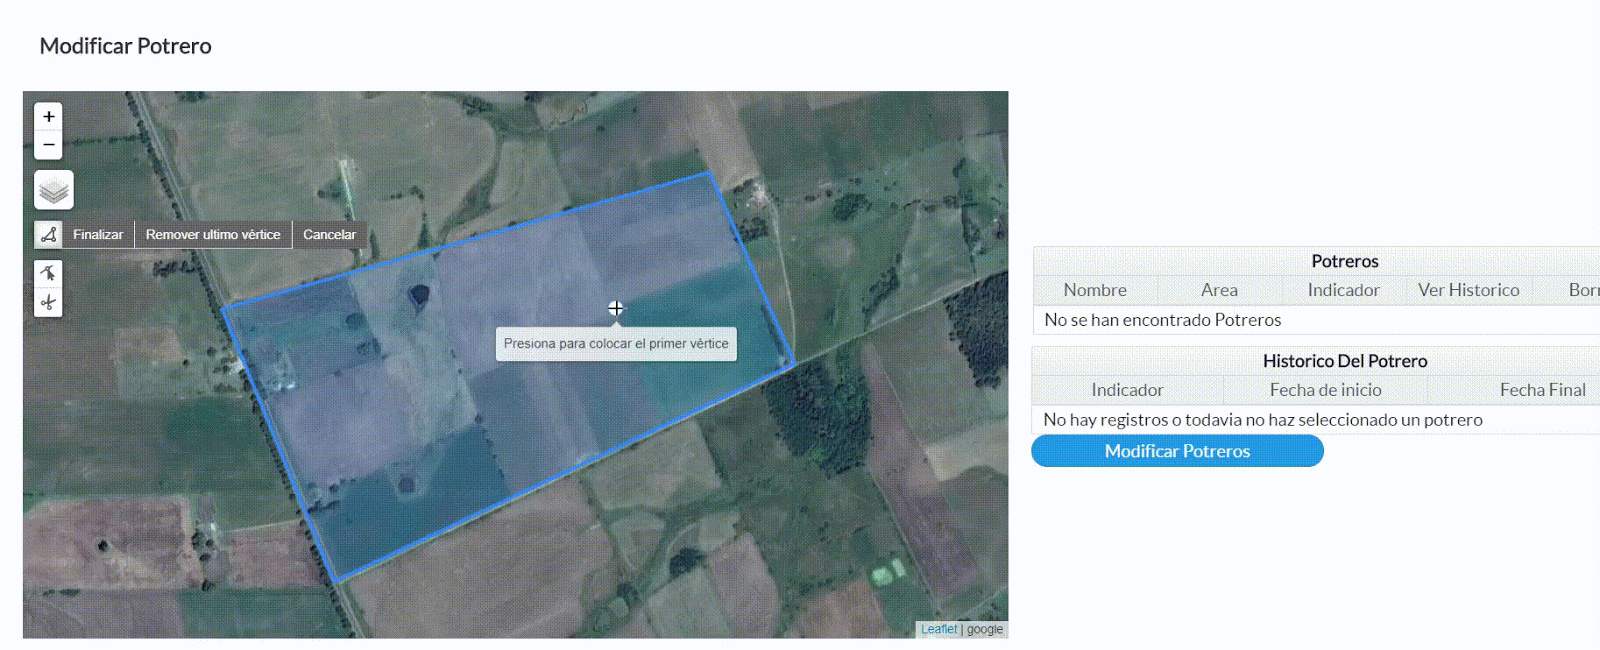 Modificar Potrero
+
−
Finalizar Remover ultimo vértice Cancelar
Presiona para colocar el primer vértice
Leaflet | google
Potreros
Nombre Area Indicador Ver Historico Borr
No se han encontrado Potreros
Historico Del Potrero
Indicador Fecha de inicio Fecha Final
No hay registros o todavia no haz seleccionado un potrero
Modificar Potreros